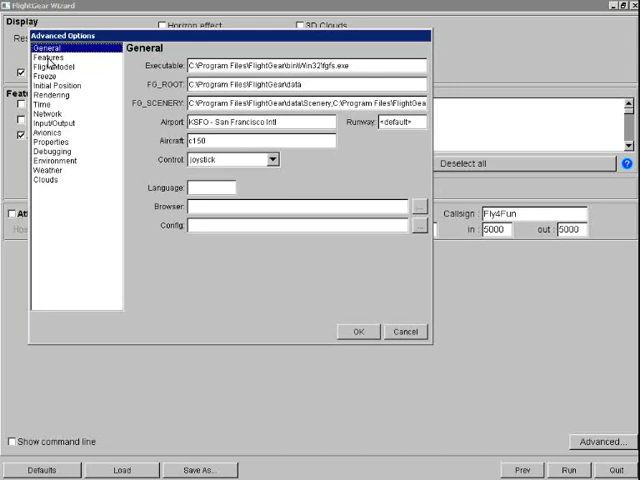 FlightGear Wizard
Display
Horizon effect
3D Clouds
Advanced Options
General
Features
Flight Model
Freeze
Initial Position
Rendering
Time
Network
Input/Output
Avionics
Properties
Debugging
Environment
Weather
Clouds
General
Executable: C:\Program Files\FlightGear\bin\Win32\fgfs.exe
FG_ROOT: C:\Program Files\FlightGear\data
FG_SCENERY: C:\Program Files\FlightGear\data\Scenery;C:\Program Files\FlightGea
Airport: KSFO - San Francisco Intl
Runway: <default>
Aircraft: c150
Control: joystick
Language:
Browser:
...
Config:
...
OK
Cancel
Deselect all
?
Callsign : Fly4Fun
in : 5000
out : 5000
Show command line
Advanced...
Defaults
Load
Save As...
Prev
Run
Quit